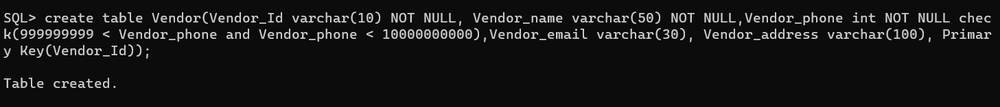 SQL> create table Vendor(Vendor_Id varchar(10) NOT NULL, Vendor_name varchar(50) NOT NULL,Vendor_phone int NOT NULL chec
k(999999999 < Vendor_phone and Vendor_phone < 10000000000),Vendor_email varchar(30), Vendor_address varchar(100), Primar
y Key(Vendor_Id));
Table created.